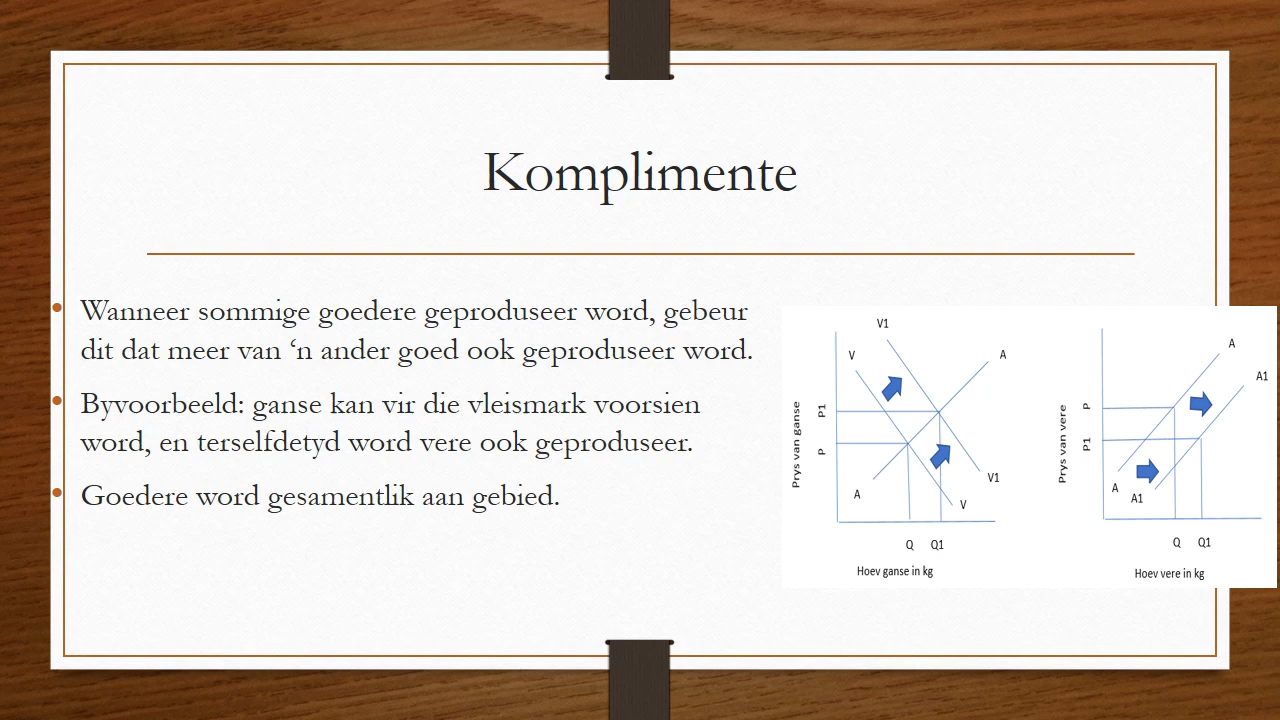 Komplimente
Wanneer sommige goedere geproduseer word, gebeur
dit dat meer van ‘n ander goed ook geproduseer word.
Byvoorbeeld: ganse kan vir die vleismark voorsien
word, en terselfdetyd word vere ook geproduseer.
Goedere word gesamentlik aan gebied.
V1
V
A
Prys van ganse
P1
P
A
V1
V
Q Q1
Hoev ganse in kg
A
A1
Prys van vere
P
P1
A
A1
Q Q1
Hoev vere in kg